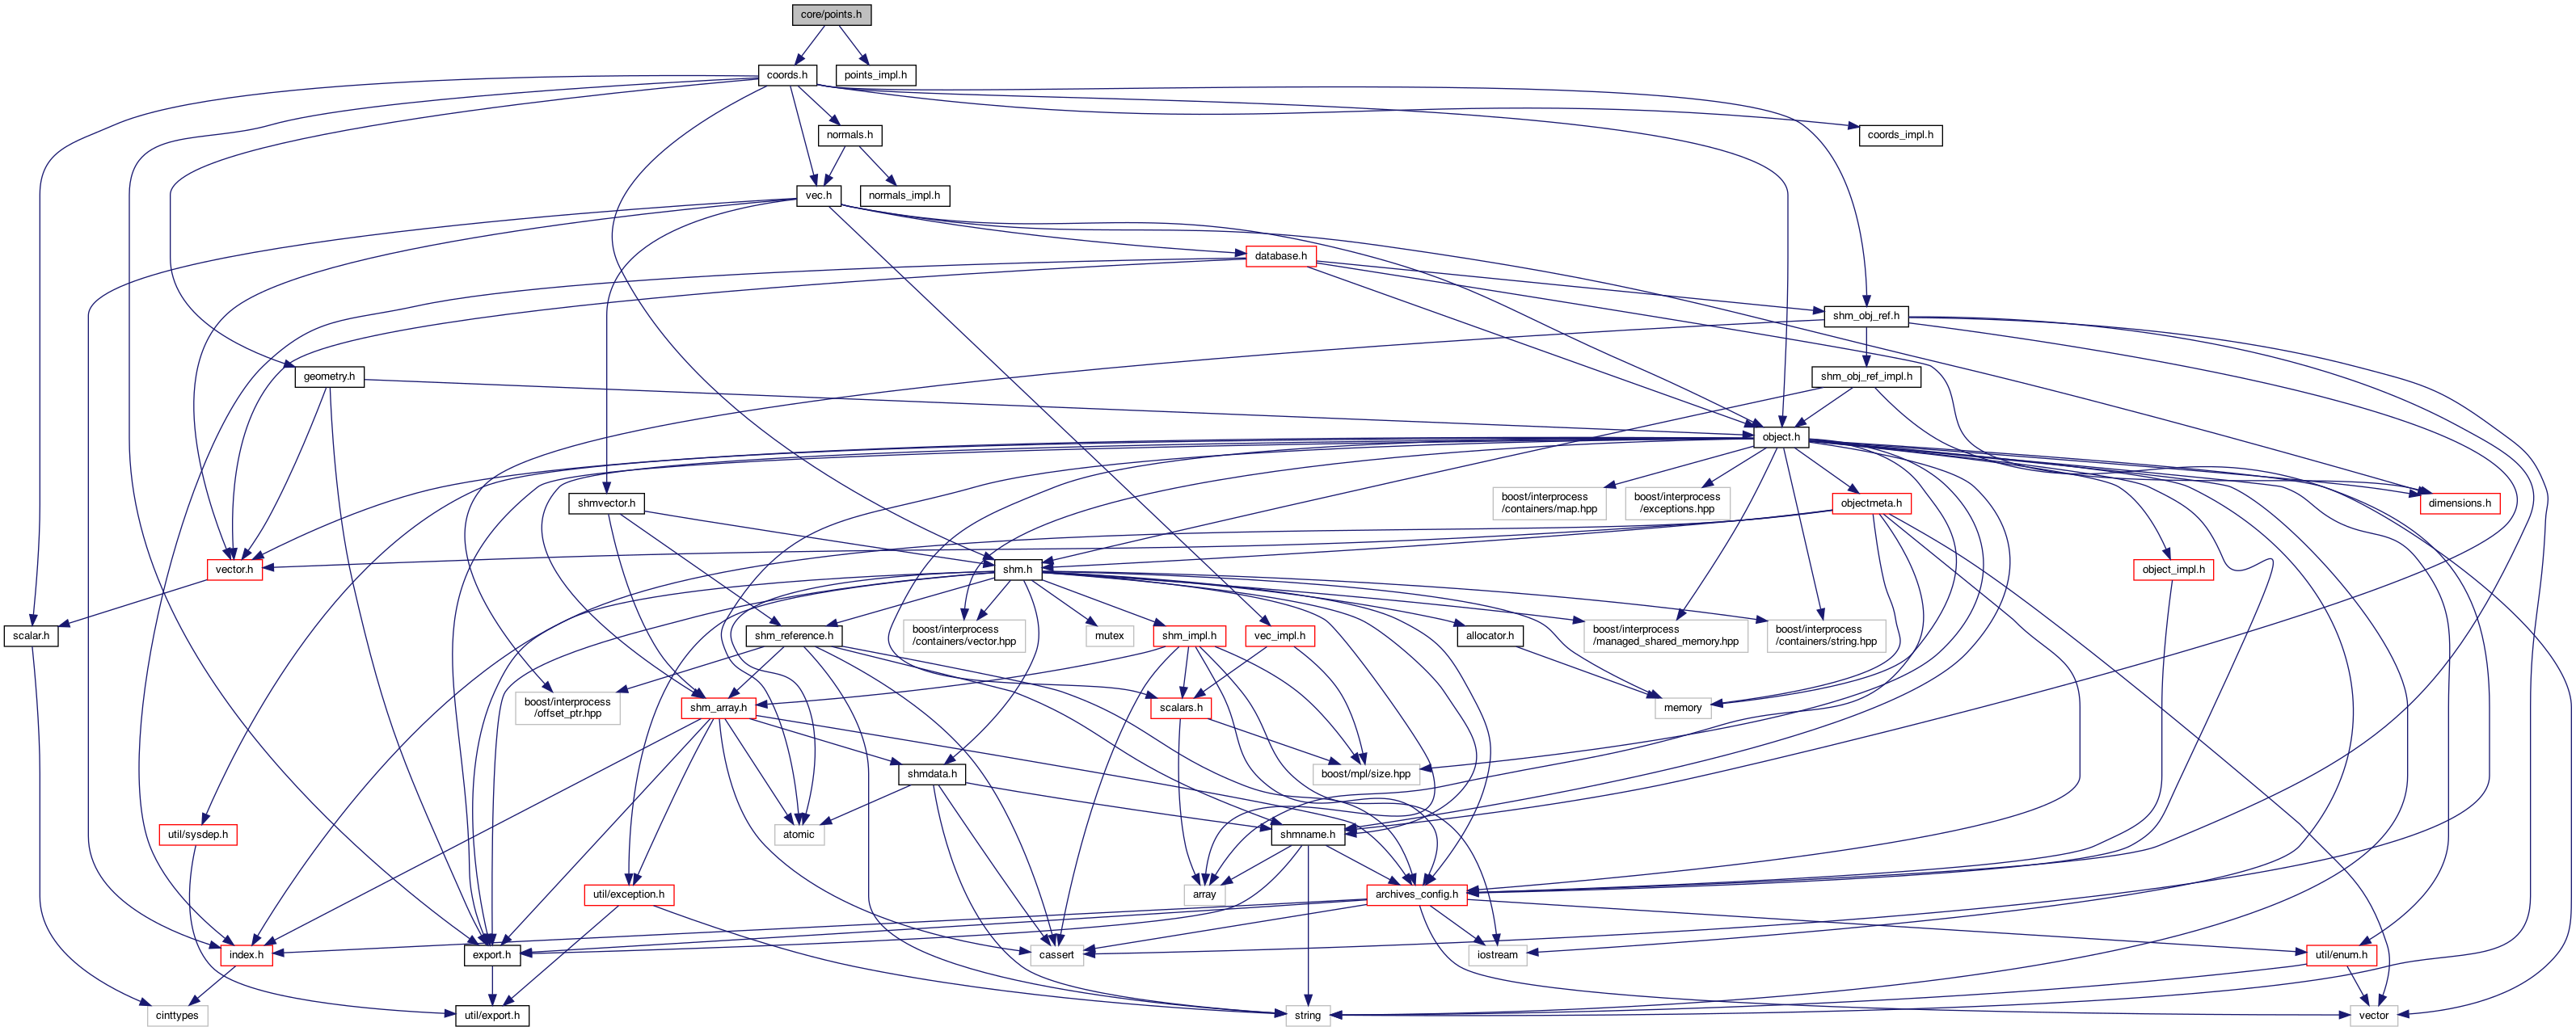 core/points.h
coords.h
points_impl.h
normals.h
coords_impl.h
vec.h
normals_impl.h
database.h
shm_obj_ref.h
geometry.h
shm_obj_ref_impl.h
object.h
shmvector.h
boost/interprocess
/containers/map.hpp
boost/interprocess
/exceptions.hpp
objectmeta.h
dimensions.h
vector.h
shm.h
object_impl.h
scalar.h
shm_reference.h
boost/interprocess
/containers/vector.hpp
mutex
shm_impl.h
vec_impl.h
allocator.h
boost/interprocess
/managed_shared_memory.hpp
boost/interprocess
/containers/string.hpp
boost/interprocess
/offset_ptr.hpp
shm_array.h
scalars.h
memory
shmdata.h
boost/mpl/size.hpp
util/sysdep.h
atomic
shmname.h
util/exception.h
array
archives_config.h
index.h
export.h
cassert
iostream
util/enum.h
cinttypes
util/export.h
string
vector